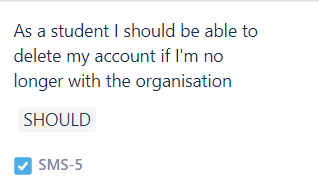 As a student I should be able to
delete my account if I'm no
longer with the organisation
SHOULD
SMS-5